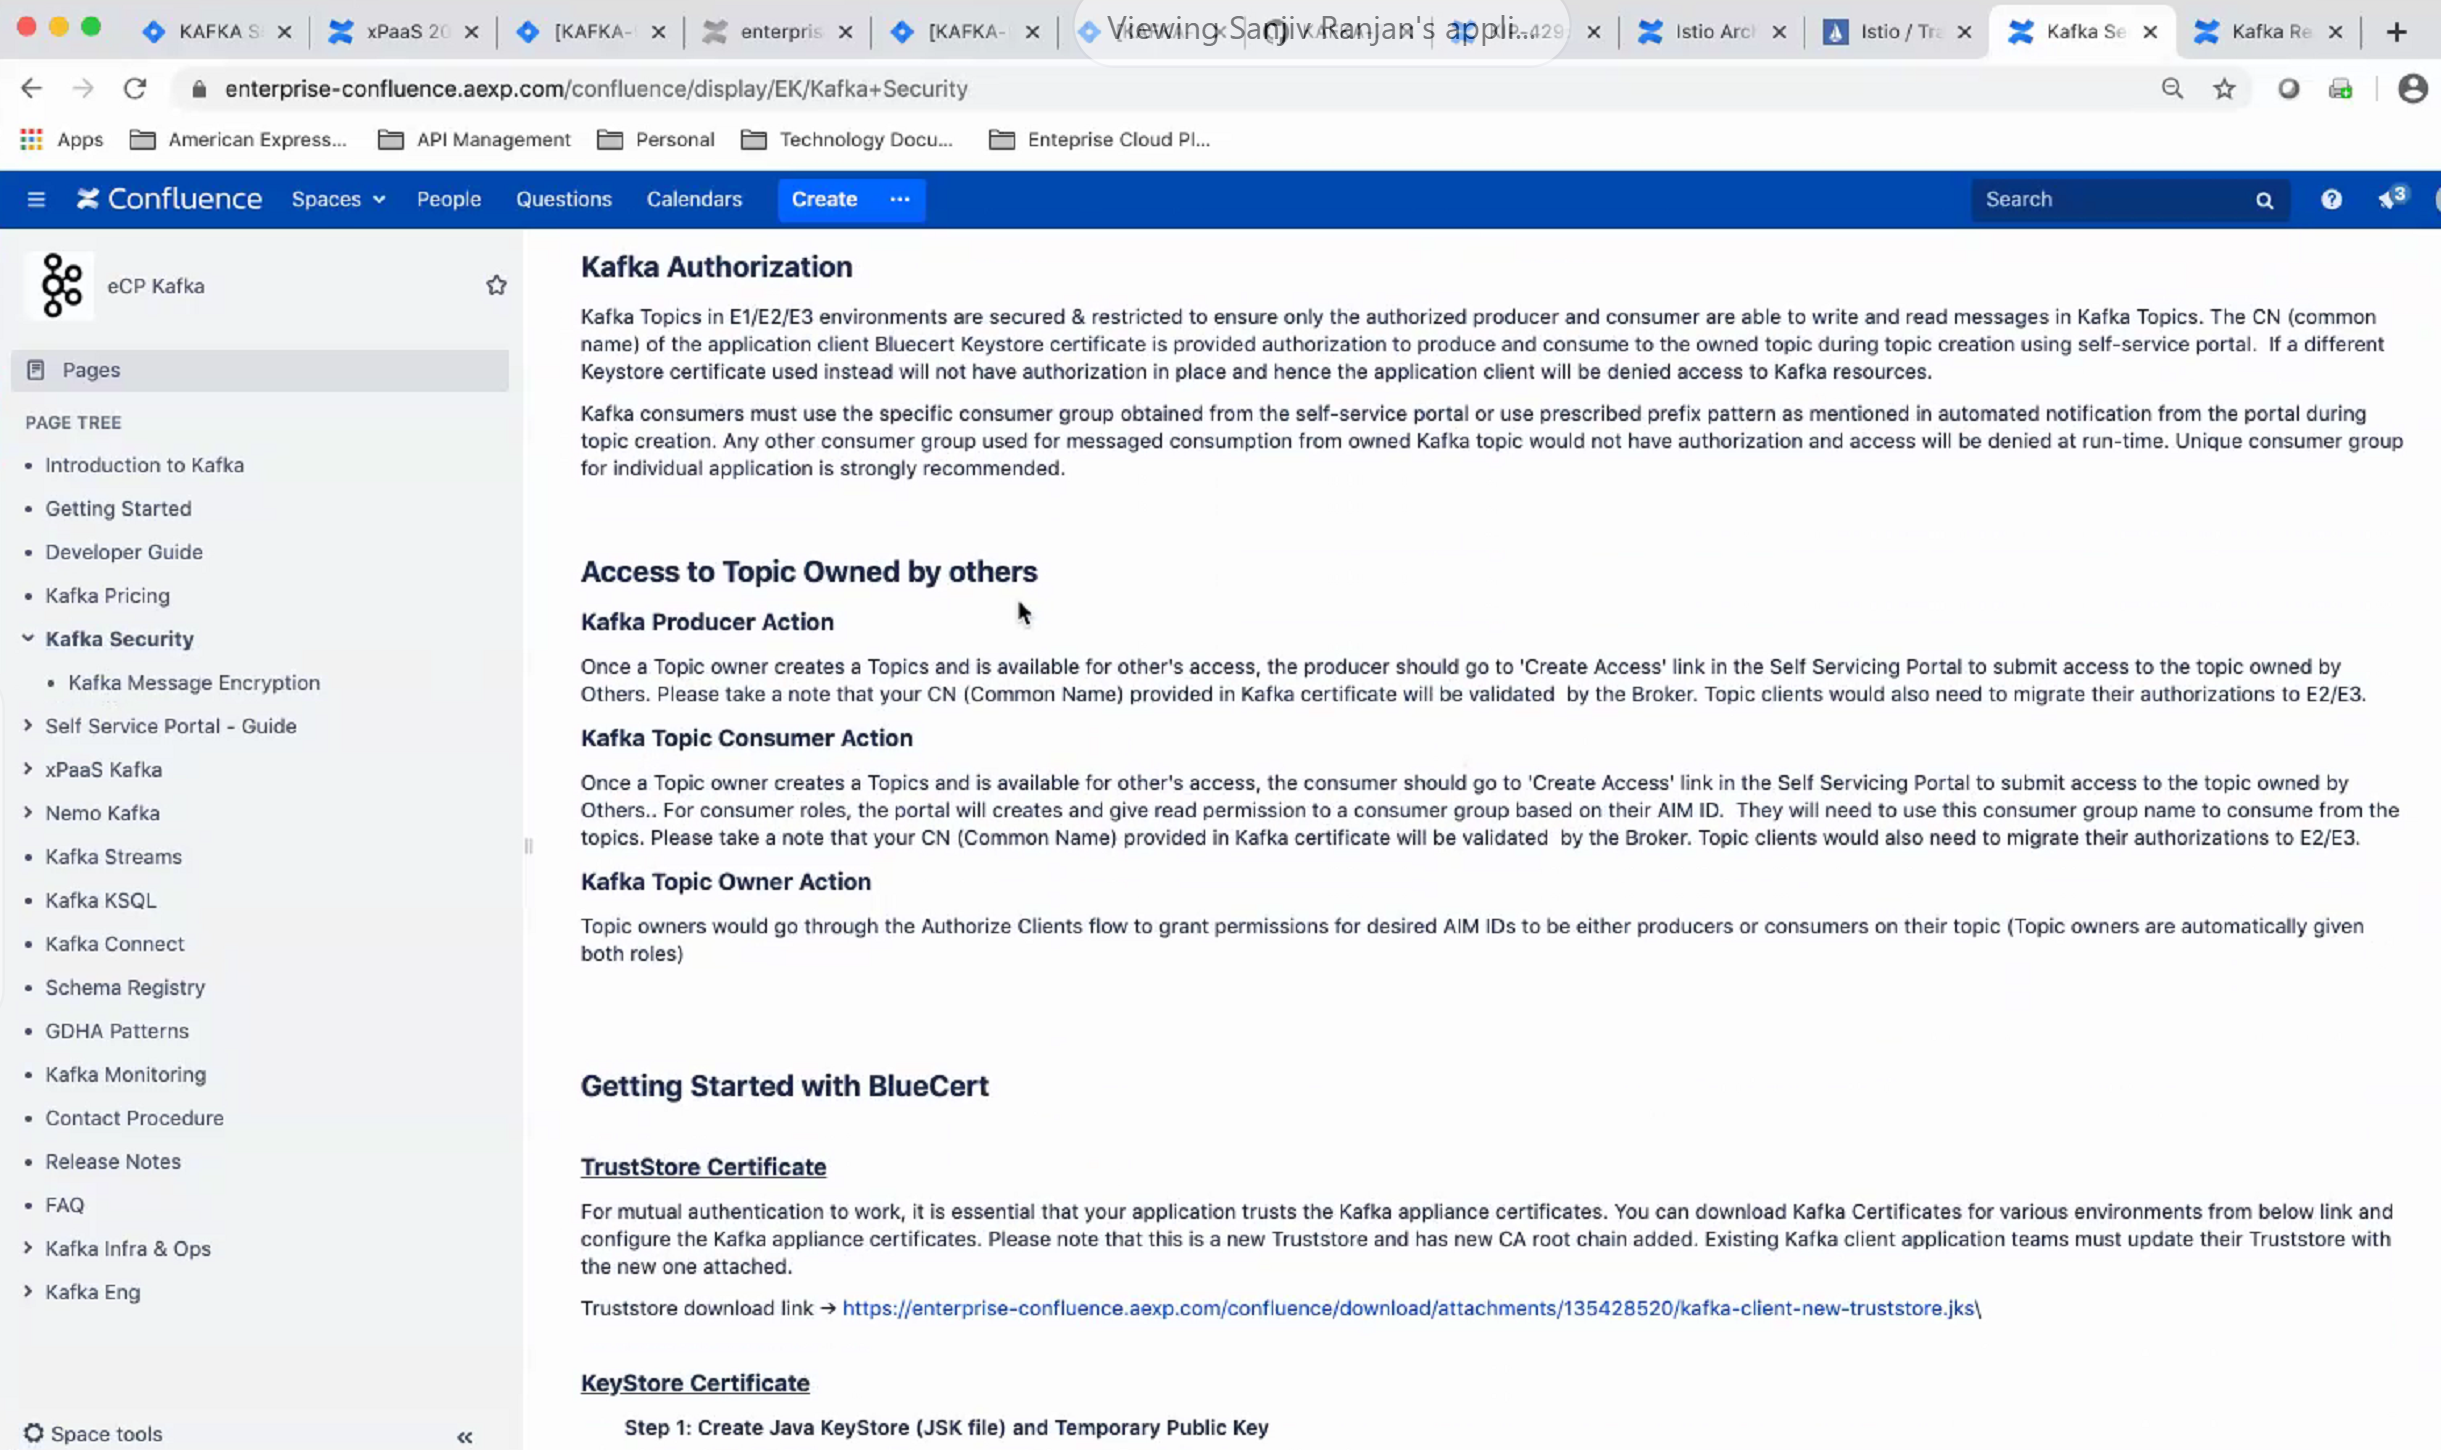 KAFKA S
xPaaS 20
[KAFKA-
enterpris
[KAFKA-
Viewing Sanjiv Ranjan's appli...
IP-429
Istio Arc
Istio / Tra
Kafka Se
Kafka Re
enterprise-confluence.aexp.com/confluence/display/EK/Kafka+Security
Apps
American Express...
API Management
Personal
Technology Docu...
Enteprise Cloud Pl...
Confluence
Spaces
People
Questions
Calendars
Create
Search
3
eCP Kafka
Pages
PAGE TREE
• Introduction to Kafka
• Getting Started
• Developer Guide
• Kafka Pricing
Kafka Security
• Kafka Message Encryption
Self Service Portal - Guide
xPaaS Kafka
Nemo Kafka
• Kafka Streams
• Kafka KSQL
• Kafka Connect
• Schema Registry
• GDHA Patterns
• Kafka Monitoring
• Contact Procedure
• Release Notes
• FAQ
Kafka Infra & Ops
Kafka Eng
Space tools
Kafka Authorization
Kafka Topics in E1/E2/E3 environments are secured & restricted to ensure only the authorized producer and consumer are able to write and read messages in Kafka Topics. The CN (common
name) of the application client Bluecert Keystore certificate is provided authorization to produce and consume to the owned topic during topic creation using self-service portal.  If a different
Keystore certificate used instead will not have authorization in place and hence the application client will be denied access to Kafka resources.
Kafka consumers must use the specific consumer group obtained from the self-service portal or use prescribed prefix pattern as mentioned in automated notification from the portal during
topic creation. Any other consumer group used for messaged consumption from owned Kafka topic would not have authorization and access will be denied at run-time. Unique consumer group
for individual application is strongly recommended.
Access to Topic Owned by others
Kafka Producer Action
Once a Topic owner creates a Topics and is available for other's access, the producer should go to 'Create Access' link in the Self Servicing Portal to submit access to the topic owned by
Others. Please take a note that your CN (Common Name) provided in Kafka certificate will be validated  by the Broker. Topic clients would also need to migrate their authorizations to E2/E3.
Kafka Topic Consumer Action
Once a Topic owner creates a Topics and is available for other's access, the consumer should go to 'Create Access' link in the Self Servicing Portal to submit access to the topic owned by
Others.. For consumer roles, the portal will creates and give read permission to a consumer group based on their AIM ID.  They will need to use this consumer group name to consume from the
topics. Please take a note that your CN (Common Name) provided in Kafka certificate will be validated  by the Broker. Topic clients would also need to migrate their authorizations to E2/E3.
Kafka Topic Owner Action
Topic owners would go through the Authorize Clients flow to grant permissions for desired AIM IDs to be either producers or consumers on their topic (Topic owners are automatically given
both roles)
Getting Started with BlueCert
TrustStore Certificate
For mutual authentication to work, it is essential that your application trusts the Kafka appliance certificates. You can download Kafka Certificates for various environments from below link and
configure the Kafka appliance certificates. Please note that this is a new Truststore and has new CA root chain added. Existing Kafka client application teams must update their Truststore with
the new one attached.
Truststore download link → https://enterprise-confluence.aexp.com/confluence/download/attachments/135428520/kafka-client-new-truststore.jks\
KeyStore Certificate
Step 1: Create Java KeyStore (JSK file) and Temporary Public Key